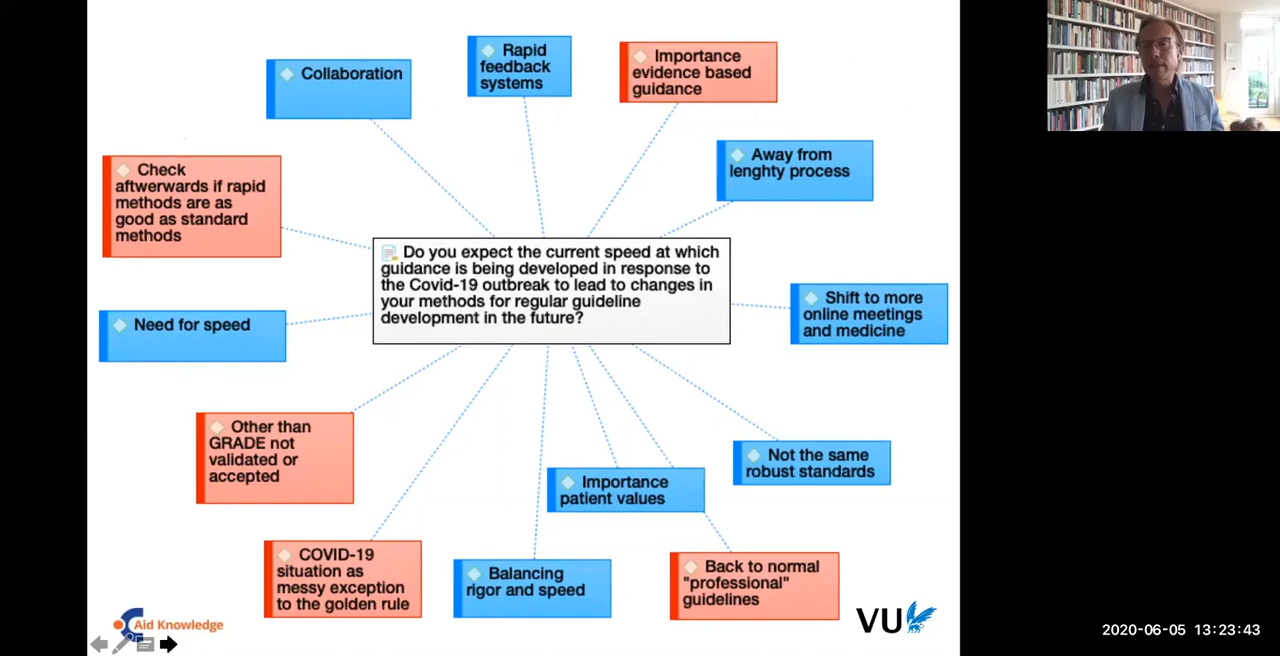 Rapid
feedback
systems
Importance
evidence based
guidance
Collaboration
Away from
lenghty process
Check
aftwerwards if rapid
methods are as
good as standard
methods
Do you expect the current speed at which
guidance is being developed in response to
the Covid-19 outbreak to lead to changes in
your methods for regular guideline
development in the future?
Shift to more
online meetings
and medicine
Need for speed
Other than
GRADE not
validated or
accepted
Not the same
robust standards
Importance
patient values
COVID-19
situation as
messy exception
to the golden rule
Balancing
rigor and speed
Back to normal
"professional"
guidelines
Aid Knowledge
VU
2020-06-05 13:23:43